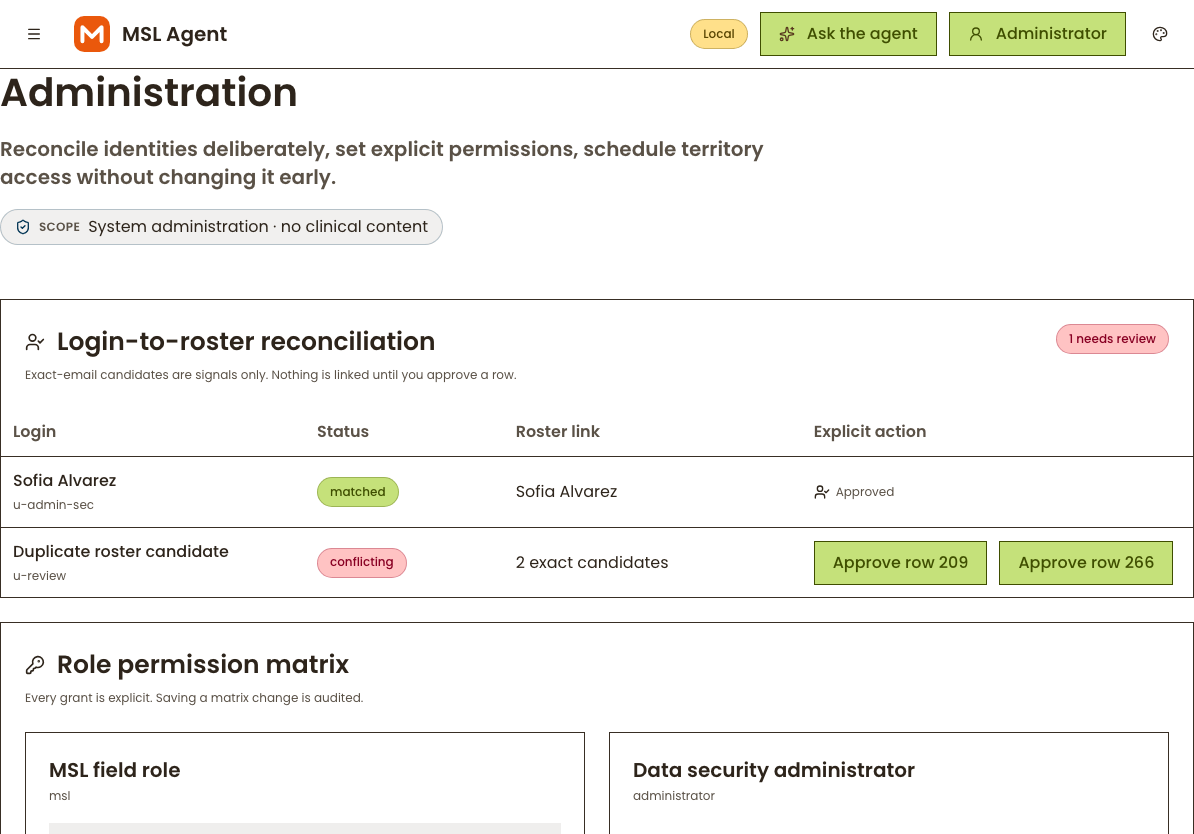 MSL Agent
Local
Ask the agent
Administrator
Administration
Reconcile identities deliberately, set explicit permissions, schedule territory
access without changing it early.
SCOPE System administration · no clinical content
Login-to-roster reconciliation
1 needs review
Exact-email candidates are signals only. Nothing is linked until you approve a row.
Login Status Roster link Explicit action
Sofia Alvarez
u-admin-sec
matched
Sofia Alvarez
Approved
Duplicate roster candidate
u-review
conflicting
2 exact candidates
Approve row 209
Approve row 266
Role permission matrix
Every grant is explicit. Saving a matrix change is audited.
MSL field role
msl
Data security administrator
administrator